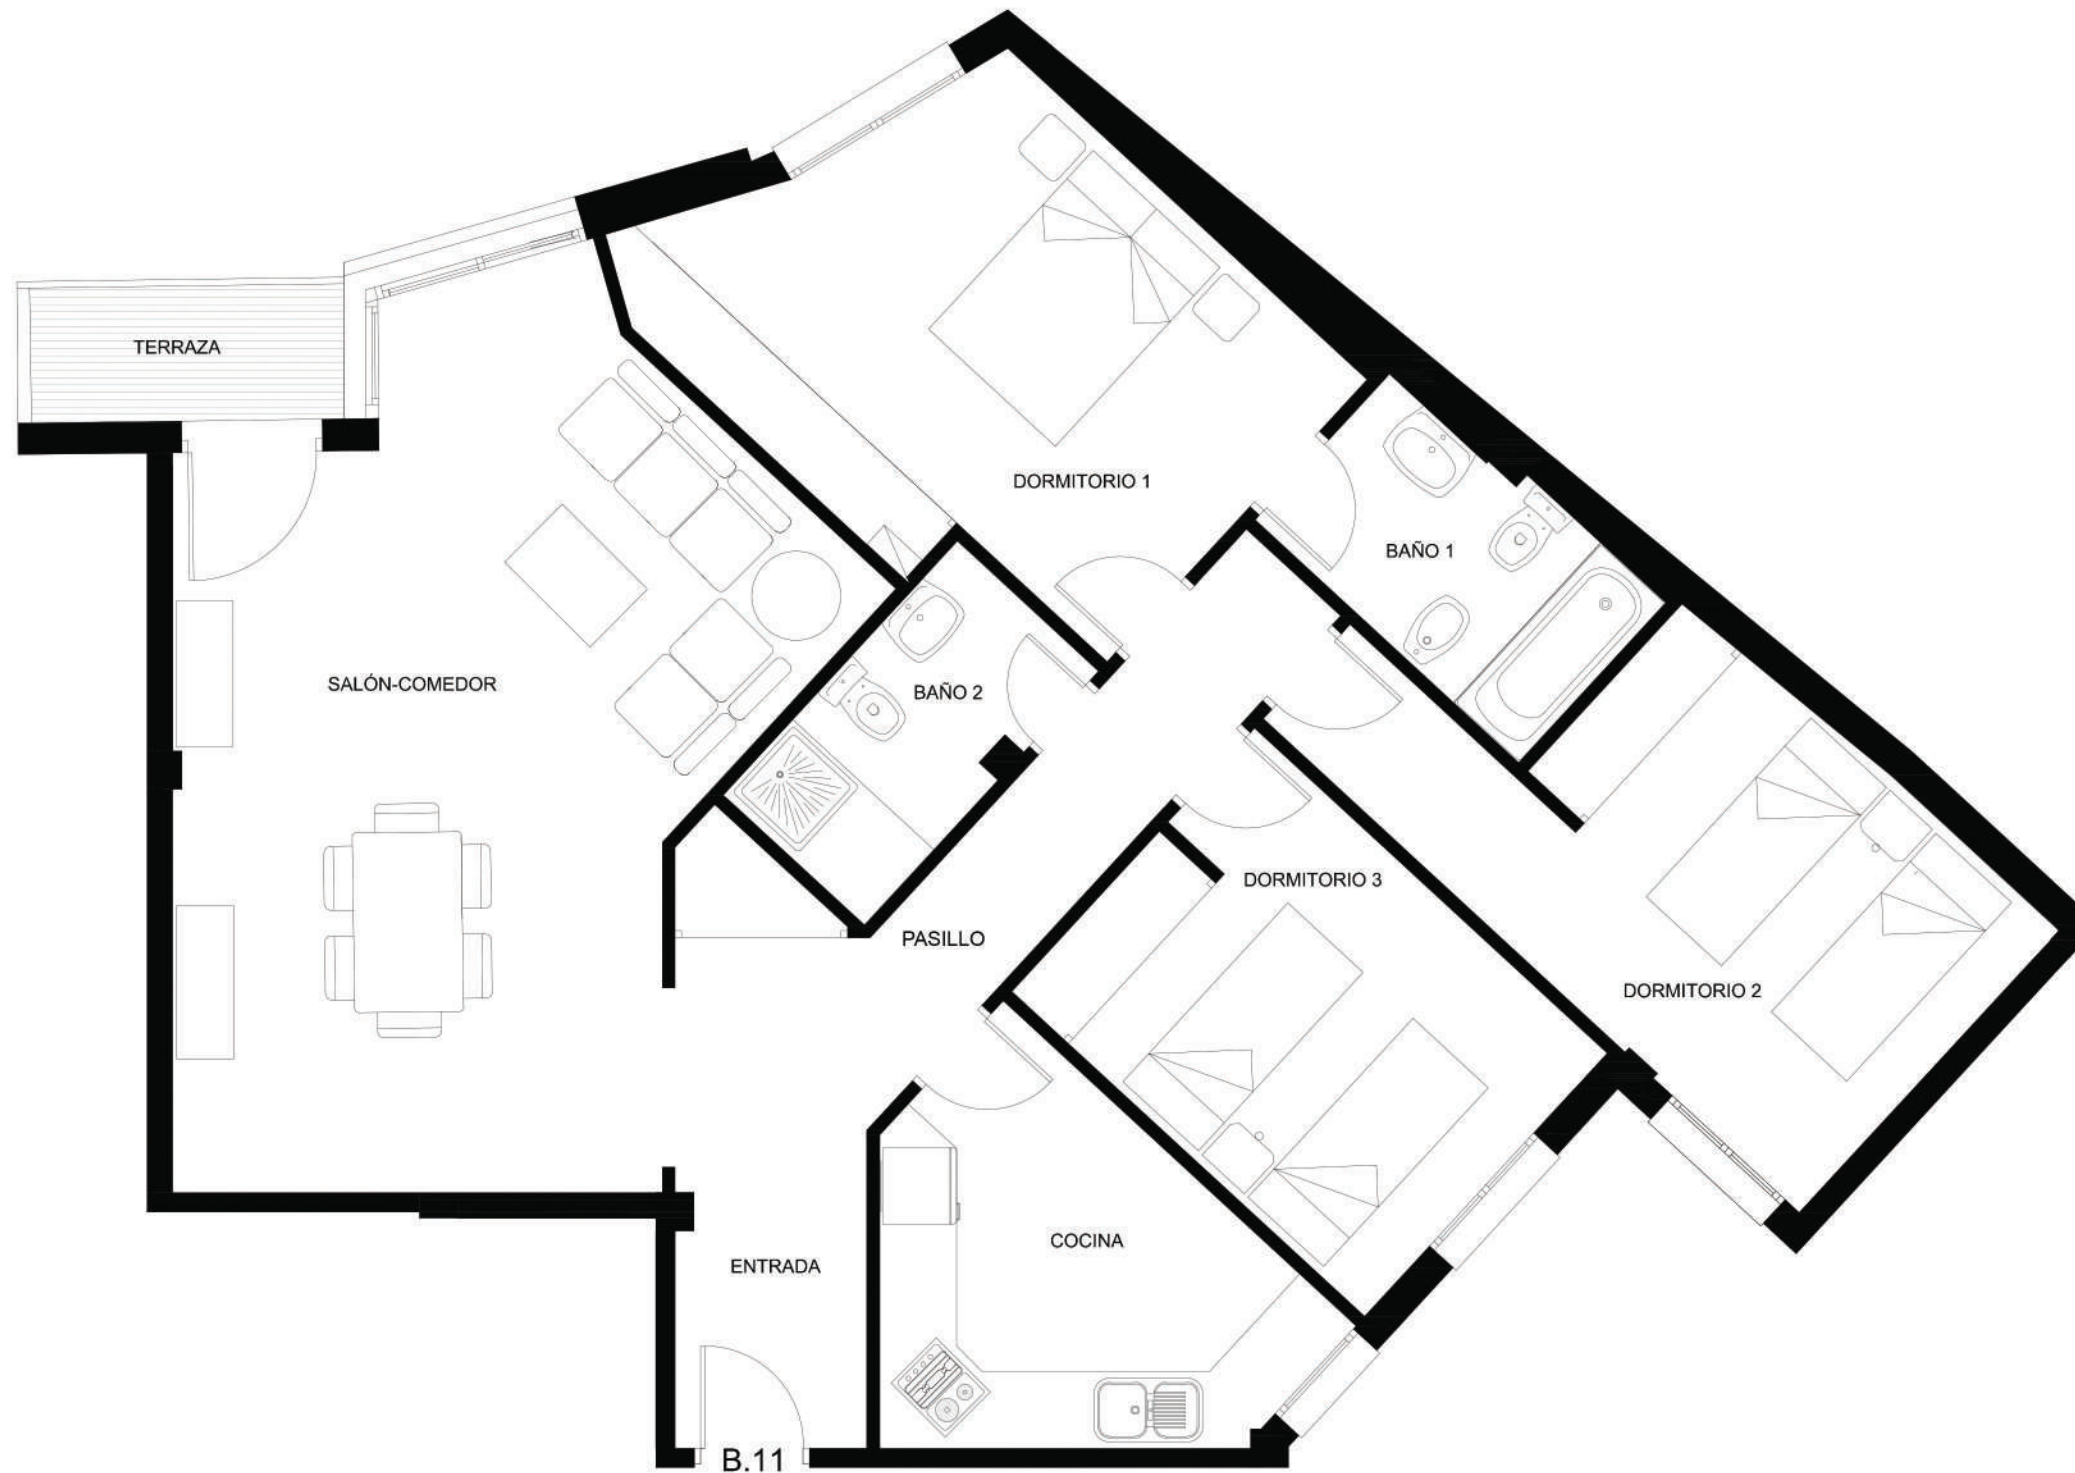 TERRAZA
DORMITORIO 1
BAÑO 1
SALÓN-COMEDOR
BAÑO 2
DORMITORIO 3
PASILLO
DORMITORIO 2
COCINA
ENTRADA
B.11